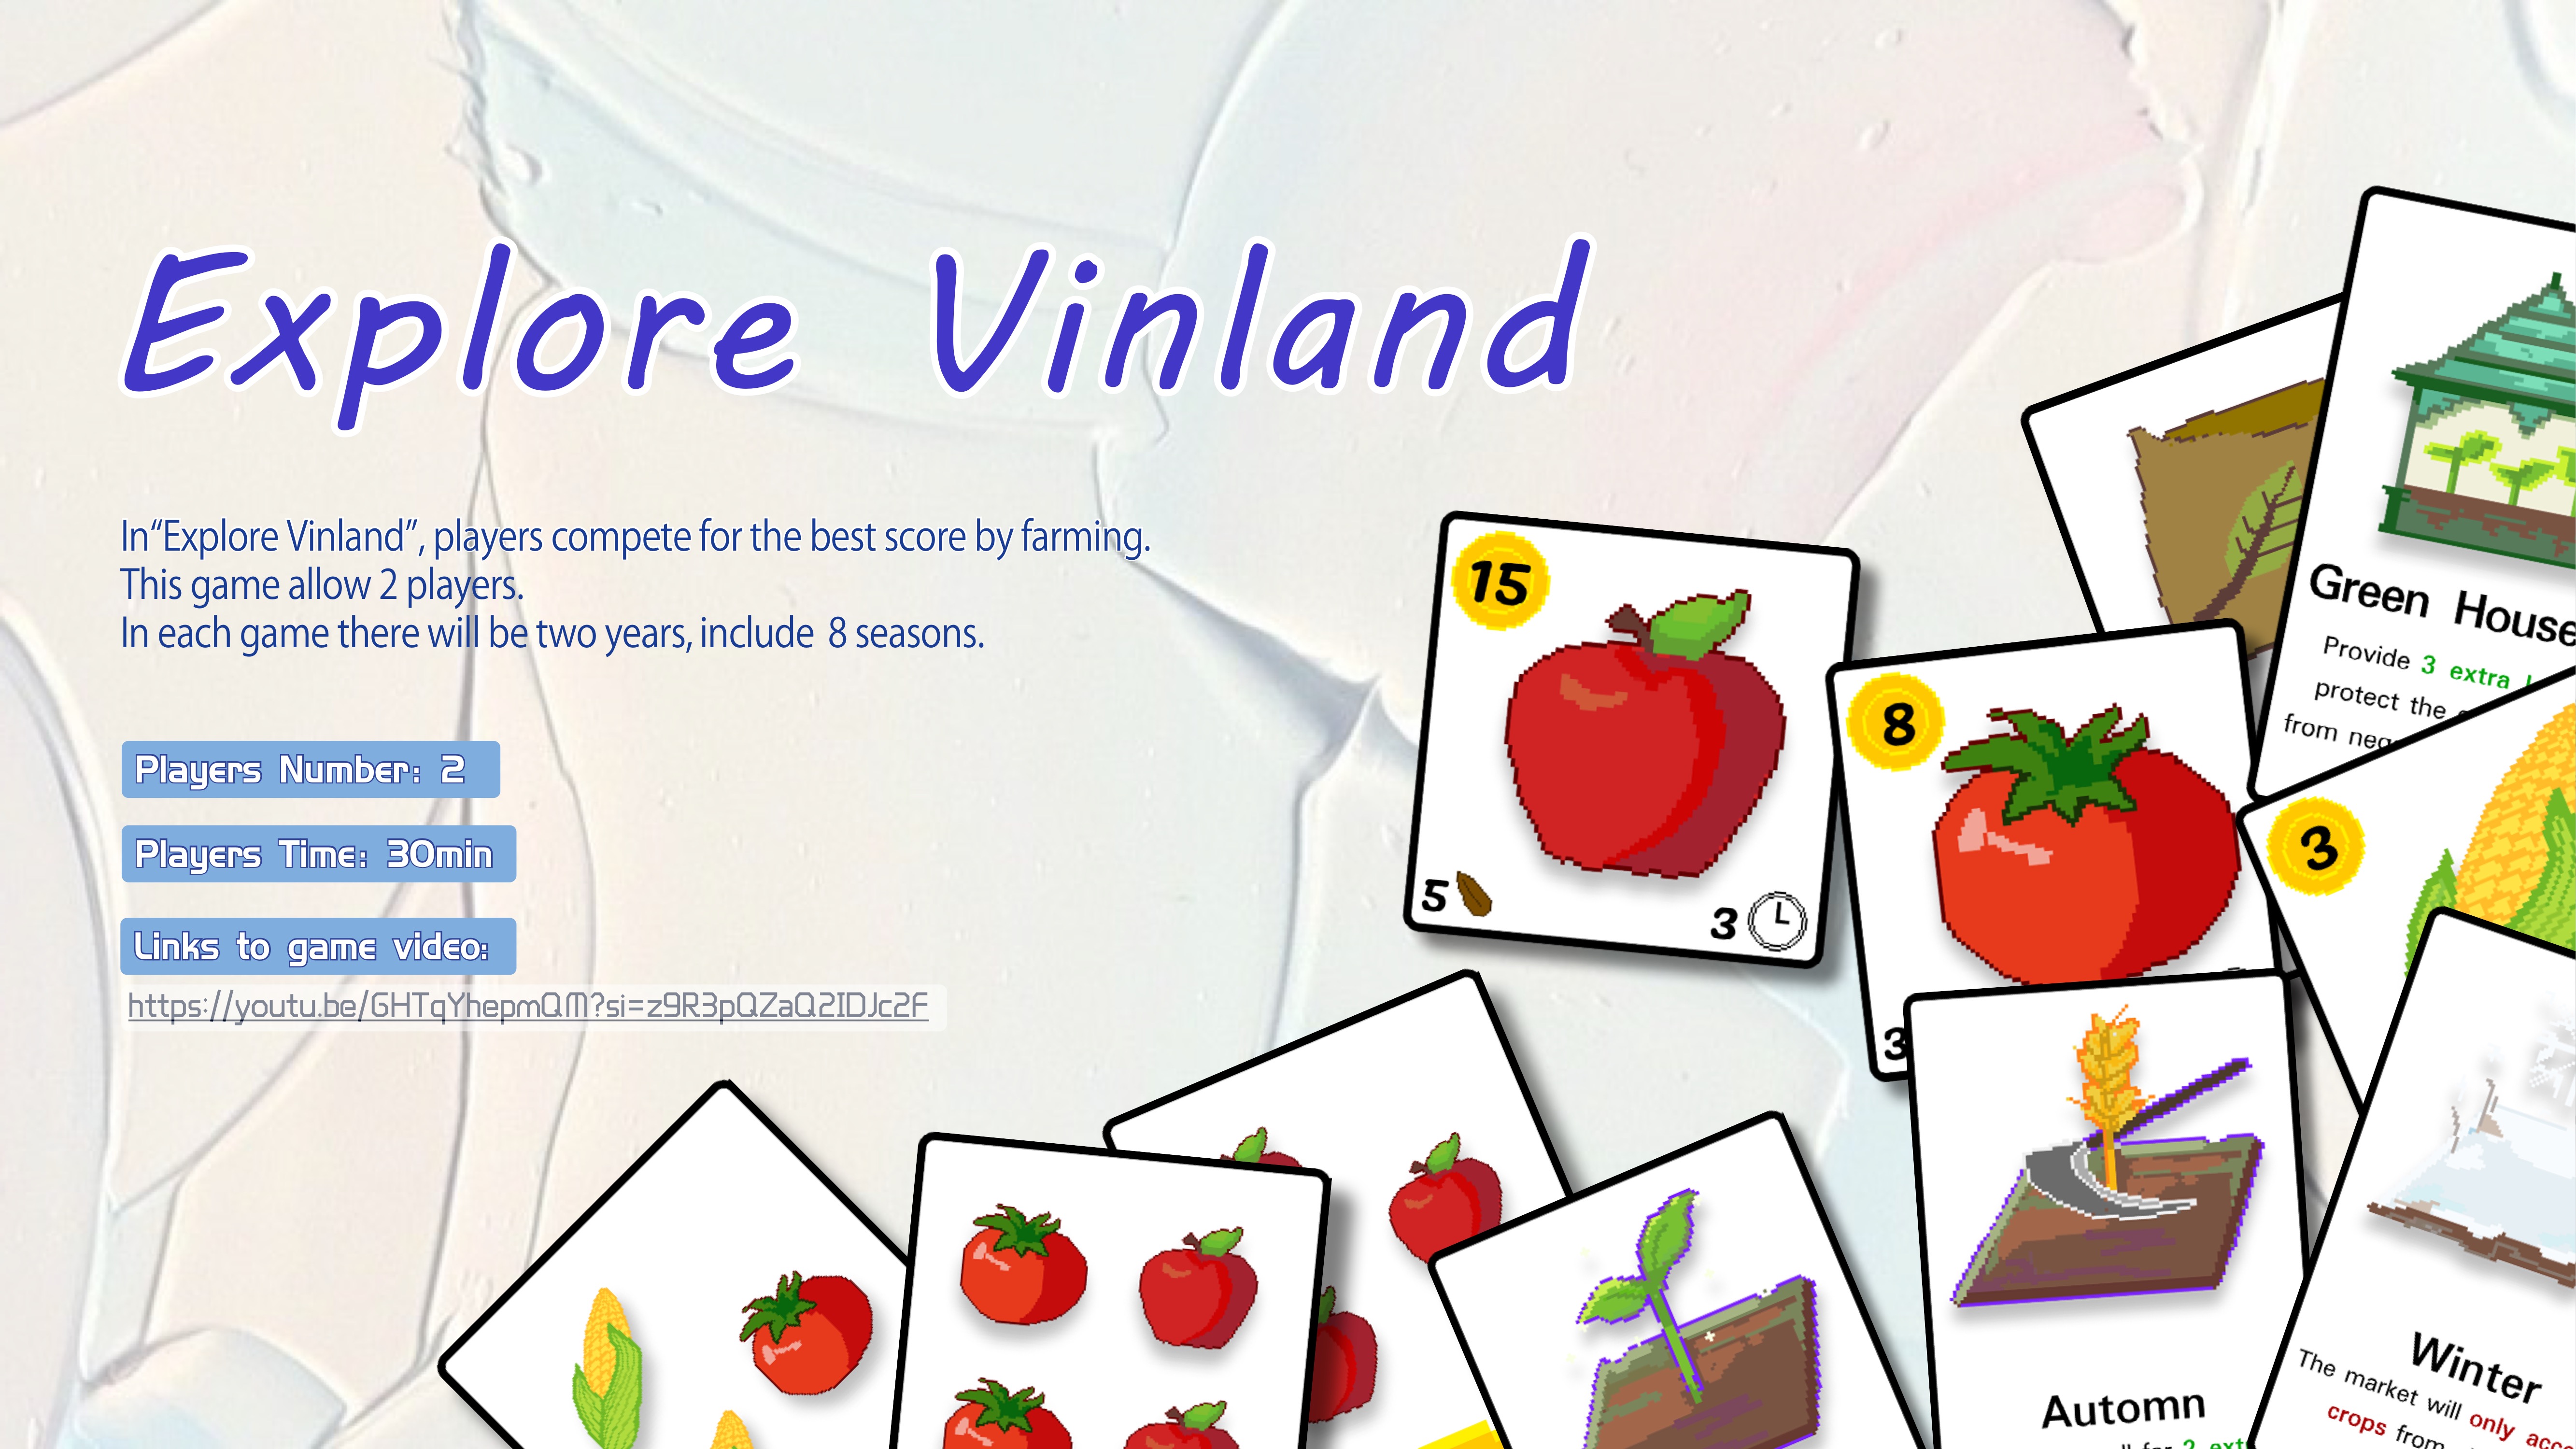 Explore Vinland
In“Explore Vinland”, players compete for the best score by farming.
This game allow 2 players.
In each game there will be two years, include 8 seasons.
Players Number: 2
Players Time: 30min
Links to game video:
https://youtu.be/GHTqYhepmQM?si=z9R3pQZaQ2IDJc2F
15
5
3
8
3
Green House
Provide 3 extra
protect the
from
3
Automn
for 2
Winter
The market will only
crops from